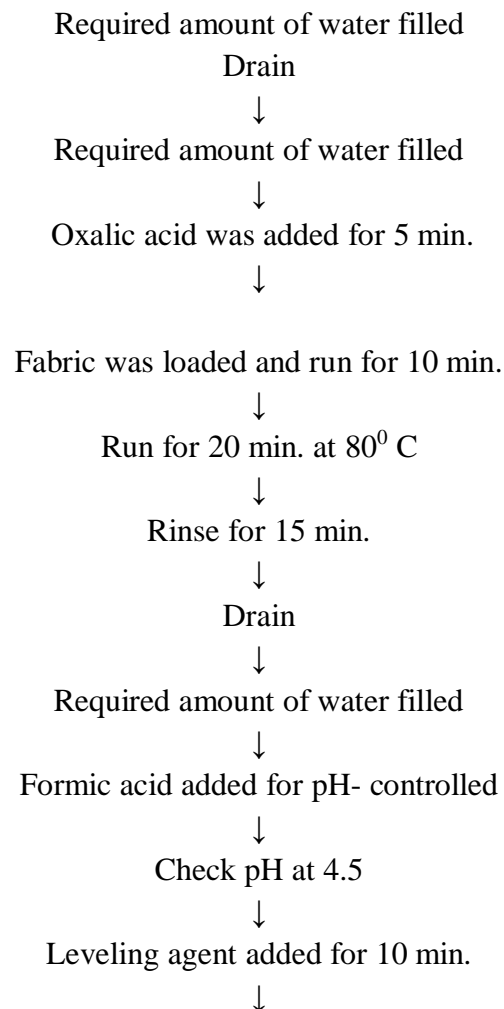 Required amount of water filled
Drain
↓
Required amount of water filled
↓
Oxalic acid was added for 5 min.
↓
Fabric was loaded and run for 10 min.
↓
Run for 20 min. at 80⁰ C
↓
Rinse for 15 min.
↓
Drain
↓
Required amount of water filled
↓
Formic acid added for pH- controlled
↓
Check pH at 4.5
↓
Leveling agent added for 10 min.
↓